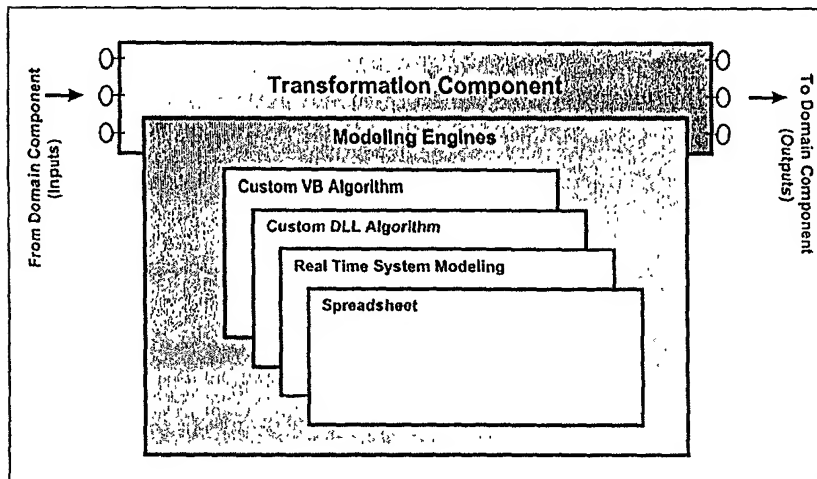 Transformation Component
From Domain Component
(Inputs)
To Domain Component
(Outputs)
Modeling Engines
Custom VB Algorithm
Custom DLL Algorithm
Real Time System Modeling
Spreadsheet